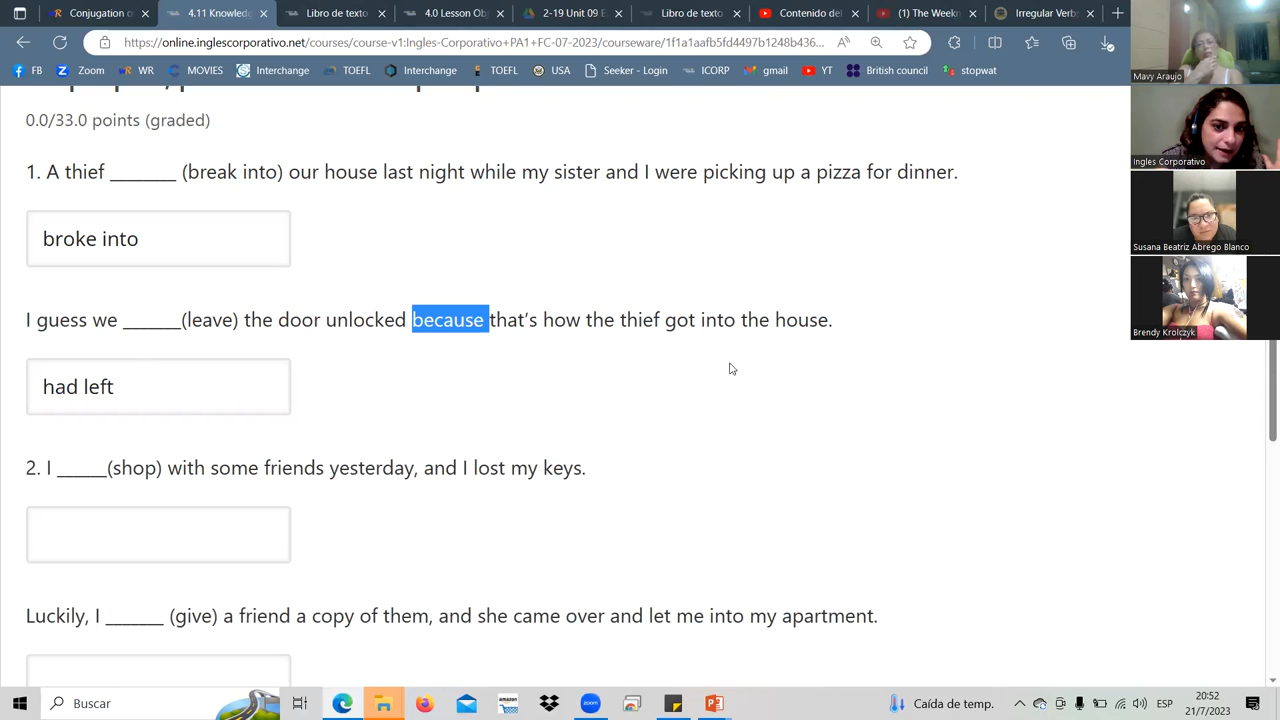 Conjugation o
4.11 Knowledg
Libro de texto
4.0 Lesson Ob
2-19 Unit 09 E
Libro de texto
Contenido del
(1) The Weekn
Irregular Verbs
https://online.inglescorporativo.net/courses/course-v1:Ingles-Corporativo+PA1+FC-07-2023/courseware/1f1a1aafb5fd4497b1248b436...
FB Zoom WR MOVIES Interchange TOEFL Interchange TOEFL USA Seeker - Login ICORP gmail YT British council stopwat
0.0/33.0 points (graded)
1. A thief ________ (break into) our house last night while my sister and I were picking up a pizza for dinner.
broke into
I guess we _______(leave) the door unlocked because that's how the thief got into the house.
had left
2. I ______(shop) with some friends yesterday, and I lost my keys.
Luckily, I _______ (give) a friend a copy of them, and she came over and let me into my apartment.
Mavy Araujo
Ingles Corporativo
Susana Beatriz Abrego Blanco
Brendy Krolczyk
Buscar
amazon
zoom
Caída de temp.
ESP
20:52
21/7/2023